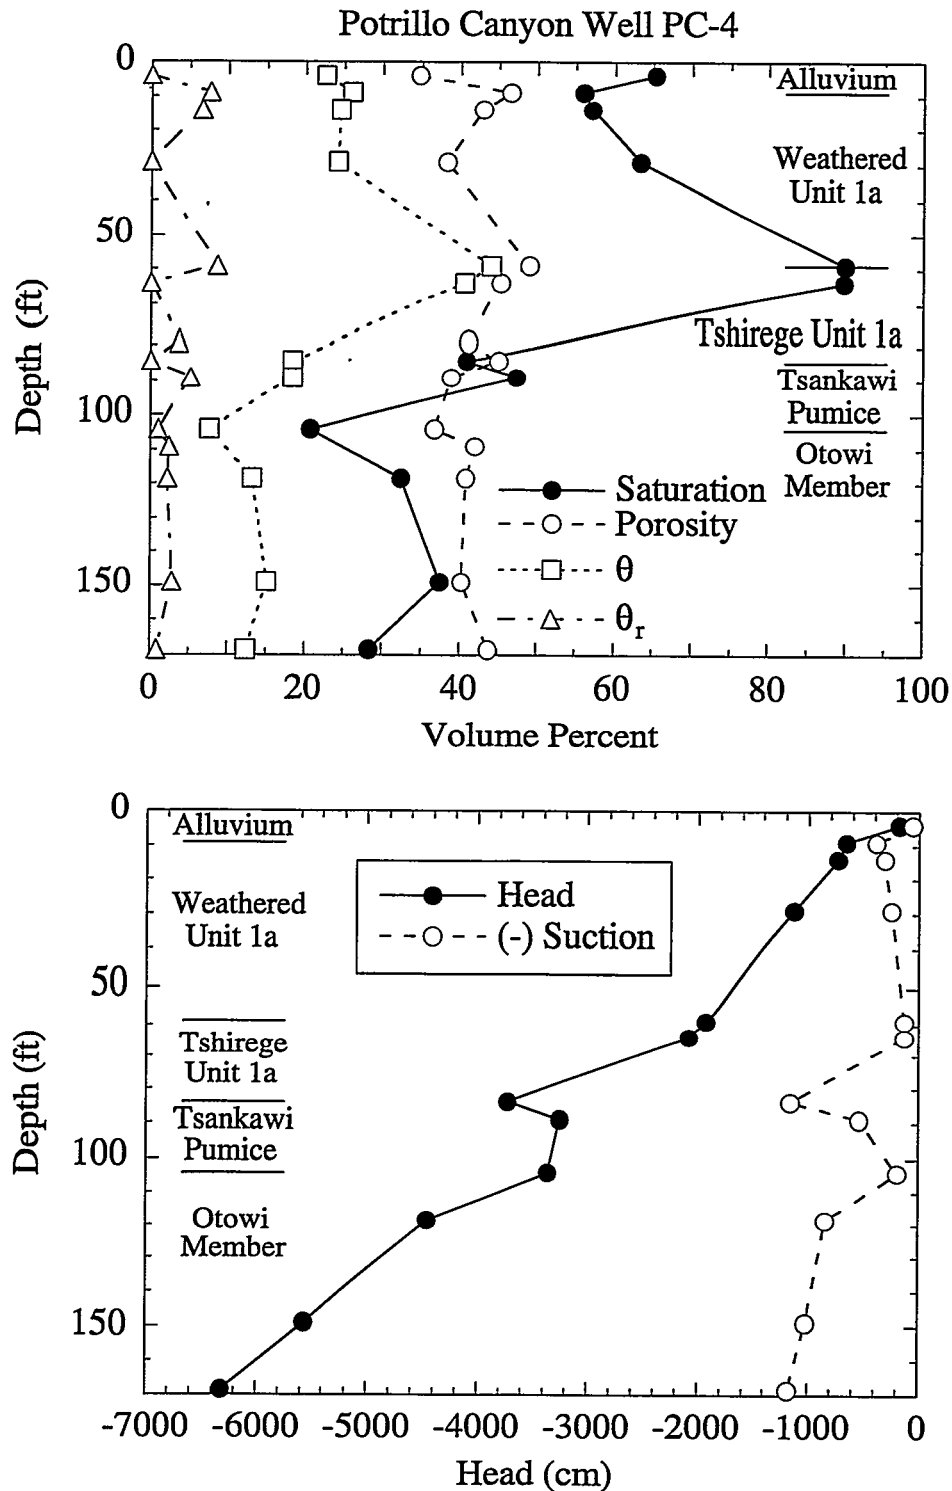 Potrillo Canyon Well PC-4
0
50
100
150
Depth (ft)
Alluvium
Weathered
Unit 1a
Tshirege Unit 1a
Tsankawi
Pumice
Otowi
Member
Saturation
Porosity
θ
θr
0 20 40 60 80 100
Volume Percent
0
50
100
150
Depth (ft)
Alluvium
Weathered
Unit 1a
Tshirege
Unit 1a
Tsankawi
Pumice
Otowi
Member
Head
(-) Suction
-7000 -6000 -5000 -4000 -3000 -2000 -1000 0
Head (cm)